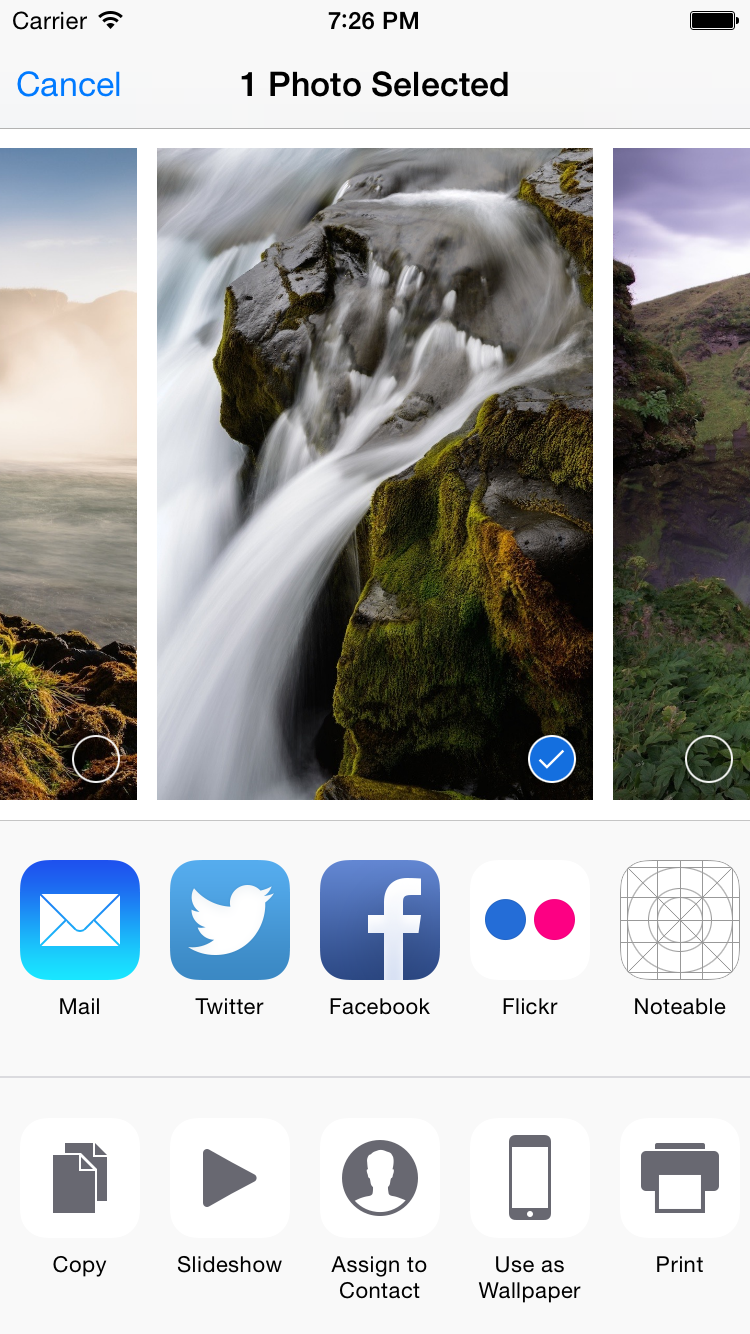 Carrier 7:26 PM
Cancel 1 Photo Selected
Mail Twitter Facebook Flickr Noteable
Copy Slideshow Assign to Contact Use as Wallpaper Print